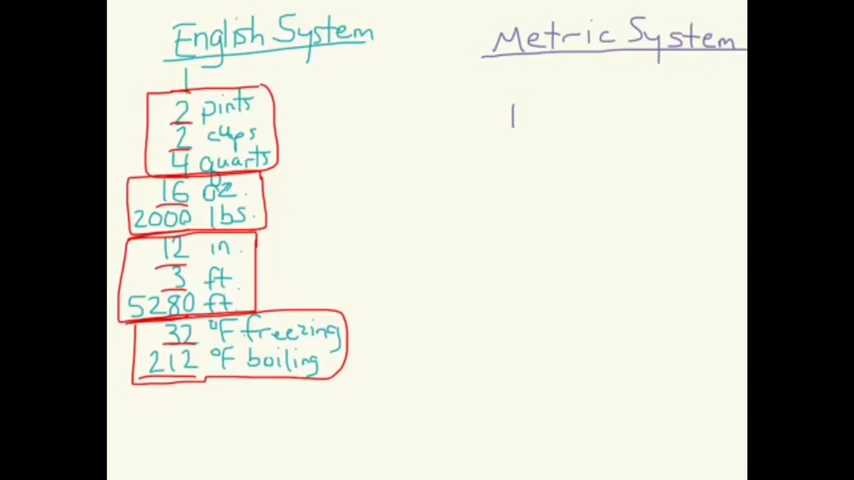 English System
1
2 pints
2 cups
4 quarts
16 oz.
2000 lbs.
12 in.
3 ft.
5280 ft.
32 °F freezing
212 °F boiling
Metric System
1